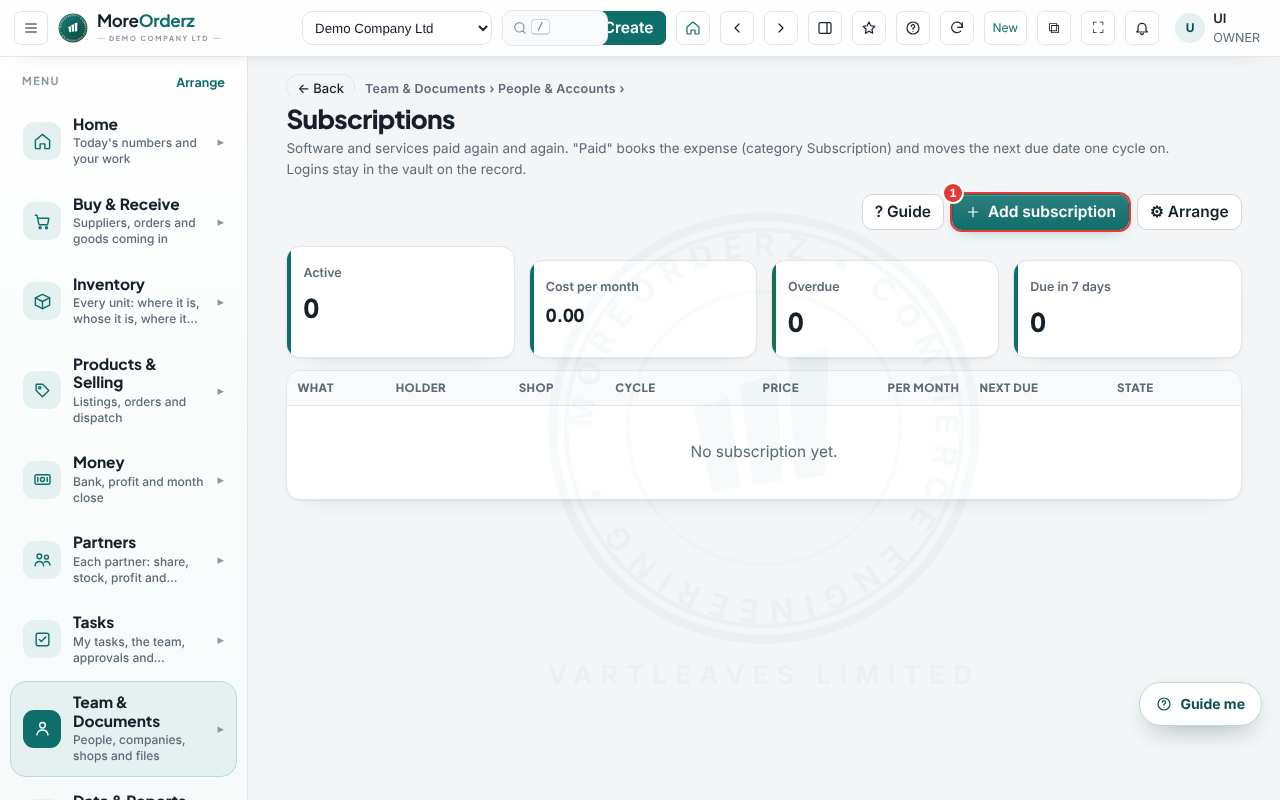 MoreOrderz
— DEMO COMPANY LTD —
Demo Company Ltd
/
Create
New
U
UI
OWNER
MENU
Arrange
Home
Today's numbers and
your work
Buy & Receive
Suppliers, orders and
goods coming in
Inventory
Every unit: where it is,
whose it is, where it...
Products &
Selling
Listings, orders and
dispatch
Money
Bank, profit and month
close
Partners
Each partner: share,
stock, profit and...
Tasks
My tasks, the team,
approvals and...
Team &
Documents
People, companies,
shops and files
Data & Reports
← Back
Team & Documents › People & Accounts ›
Subscriptions
Software and services paid again and again. "Paid" books the expense (category Subscription) and moves the next due date one cycle on.
Logins stay in the vault on the record.
? Guide
1
+ Add subscription
⚙ Arrange
Active
0
Cost per month
0.00
Overdue
0
Due in 7 days
0
WHAT HOLDER SHOP CYCLE PRICE PER MONTH NEXT DUE STATE
No subscription yet.
MOREORDERZ • COMMERCE ENGINEERING •
VARTLEAVES LIMITED
Guide me